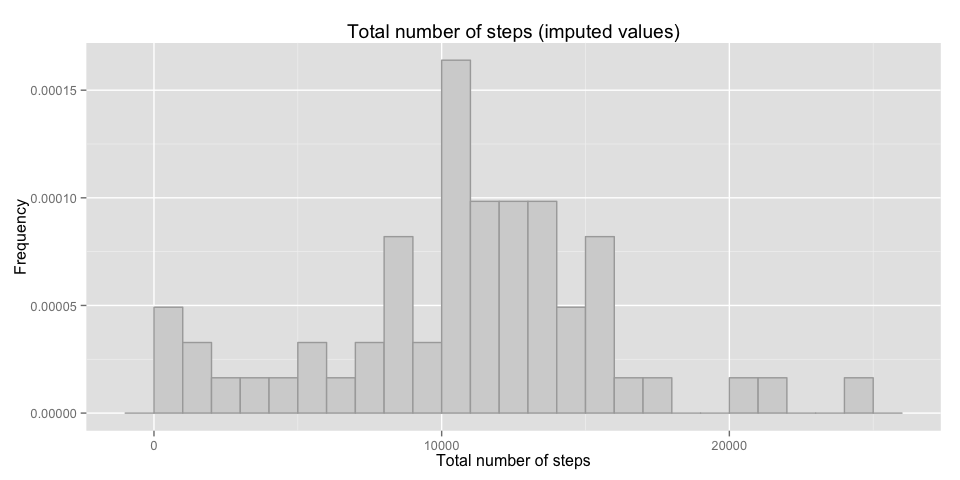 Total number of steps (imputed values)
Frequency
0.00015
0.00010
0.00005
0.00000
0
10000
20000
Total number of steps